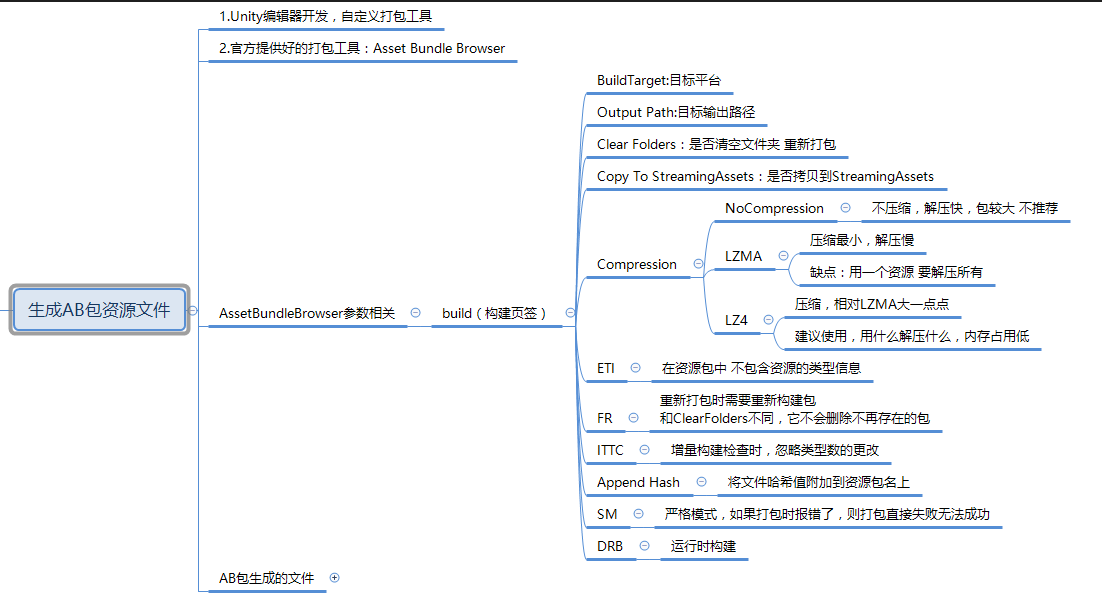 1.Unity编辑器开发，自定义打包工具
2.官方提供好的打包工具：Asset Bundle Browser
BuildTarget:目标平台
Output Path:目标输出路径
Clear Folders：是否清空文件夹 重新打包
Copy To StreamingAssets：是否拷贝到StreamingAssets
NoCompression
不压缩，解压快，包较大 不推荐
Compression
LZMA
压缩最小，解压慢
缺点：用一个资源 要解压所有
LZ4
压缩，相对LZMA大一点点
建议使用，用什么解压什么，内存占用低
生成AB包资源文件
AssetBundleBrowser参数相关
build（构建页签）
ETI
在资源包中 不包含资源的类型信息
FR
重新打包时需要重新构建包
和ClearFolders不同，它不会删除不再存在的包
ITTC
增量构建检查时，忽略类型数的更改
Append Hash
将文件哈希值附加到资源包名上
SM
严格模式，如果打包时报错了，则打包直接失败无法成功
DRB
运行时构建
AB包生成的文件